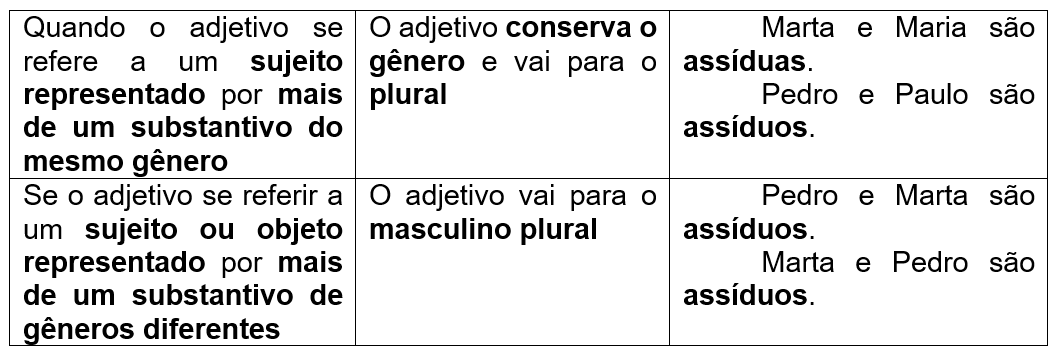 Quando o adjetivo se
refere a um sujeito
representado por mais
de um substantivo do
mesmo gênero
O adjetivo conserva o
gênero e vai para o
plural
Marta e Maria são
assíduas.
Pedro e Paulo são
assíduos.
Se o adjetivo se referir a
um sujeito ou objeto
representado por mais
de um substantivo de
gêneros diferentes
O adjetivo vai para o
masculino plural
Pedro e Marta são
assíduos.
Marta e Pedro são
assíduos.